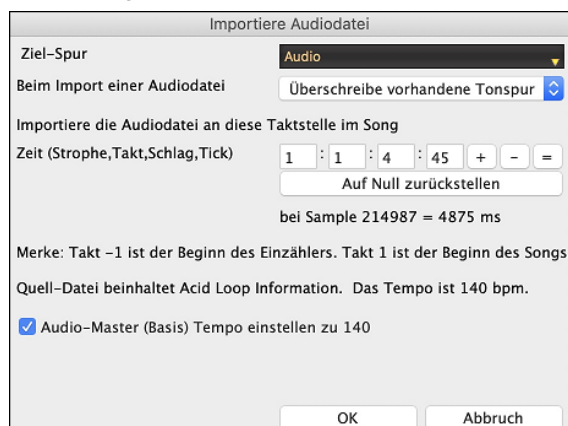 Importiere Audiodatei
Ziel-Spur Audio
Beim Import einer Audiodatei Überschreibe vorhandene Tonspur
Importiere die Audiodatei an diese Taktstelle im Song
Zeit (Strophe,Takt,Schlag,Tick) 1 : 1 : 4 : 45 + - =
Auf Null zurückstellen
bei Sample 214987 = 4875 ms
Merke: Takt -1 ist der Beginn des Einzählers. Takt 1 ist der Beginn des Songs
Quell-Datei beinhaltet Acid Loop Information. Das Tempo ist 140 bpm.
Audio-Master (Basis) Tempo einstellen zu 140
OK Abbruch